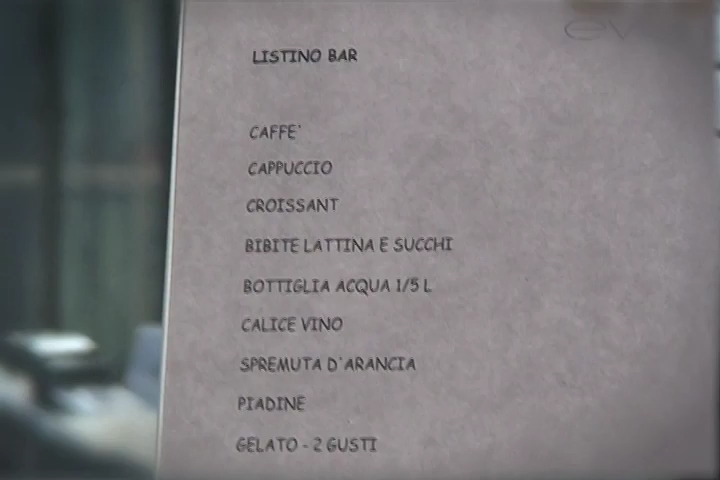 LISTINO BAR
CAFFE'
CAPPUCCIO
CROISSANT
BIBITE LATTINA E SUCCHI
BOTTIGLIA ACQUA 1/5 L
CALICE VINO
SPREMUTA D'ARANCIA
PIADINE
GELATO - 2 GUSTI